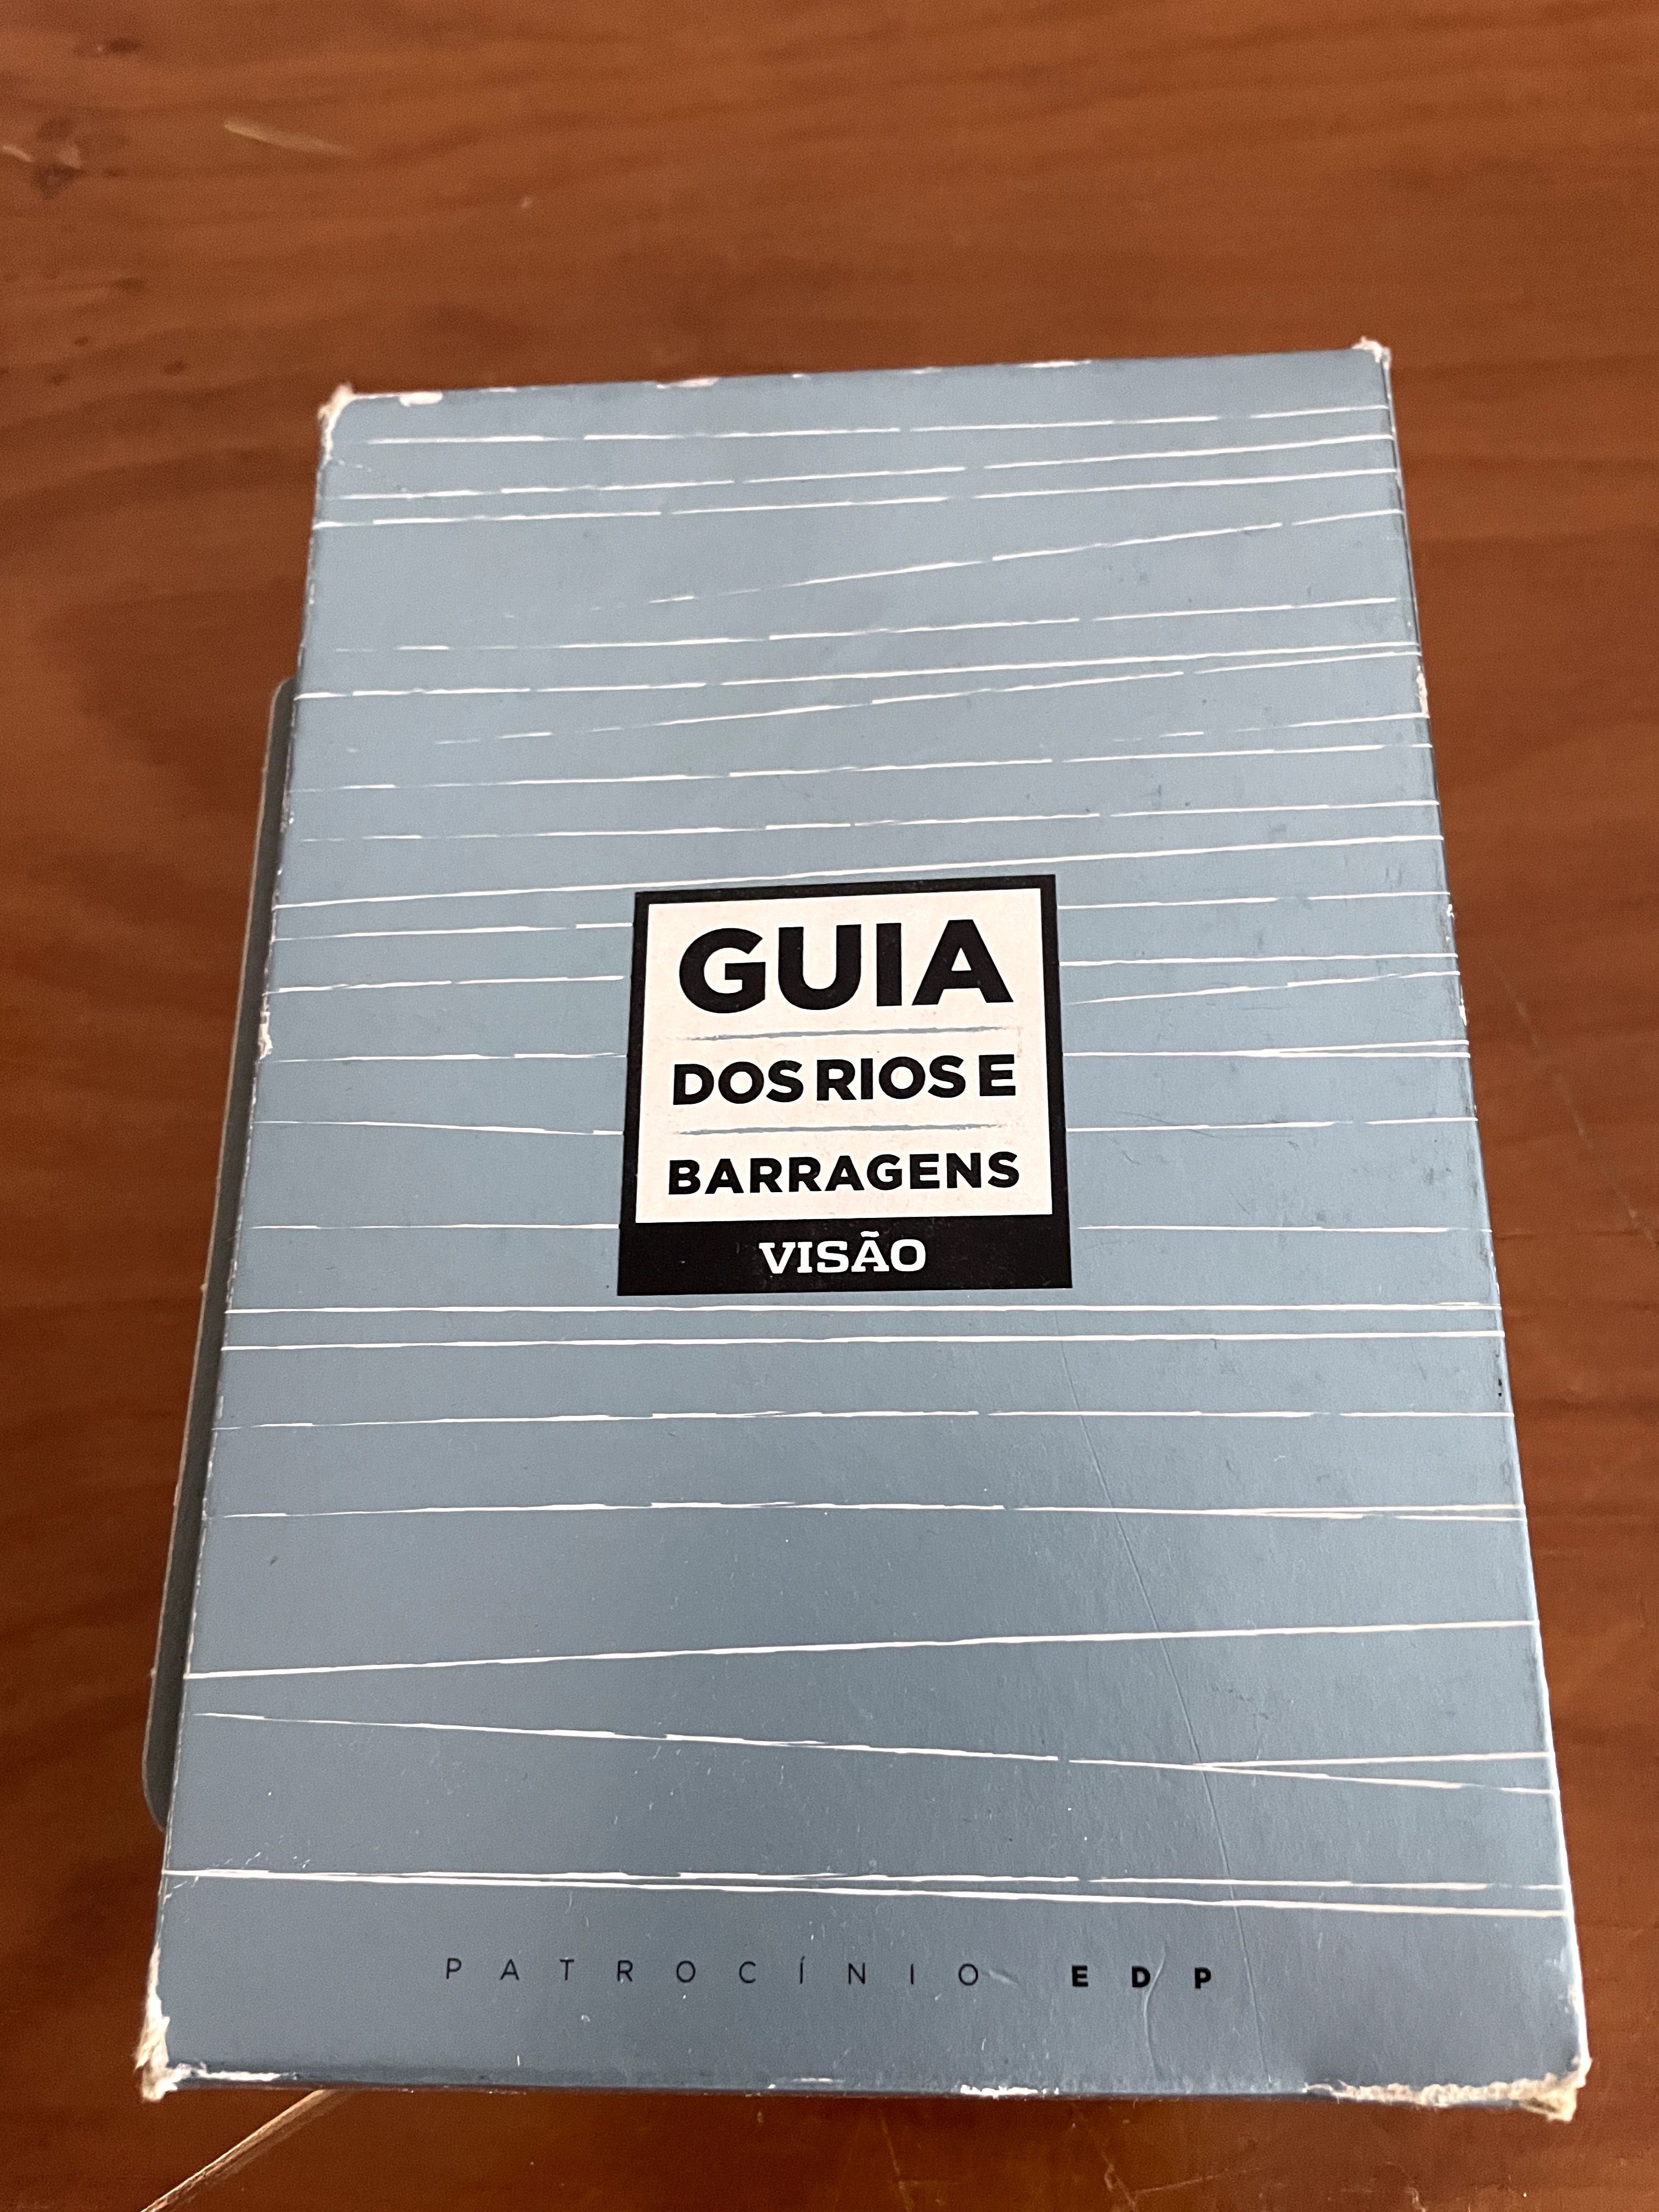 GUIA
DOS RIOS E
BARRAGENS
VISÃO
PATROCÍNIO EDP